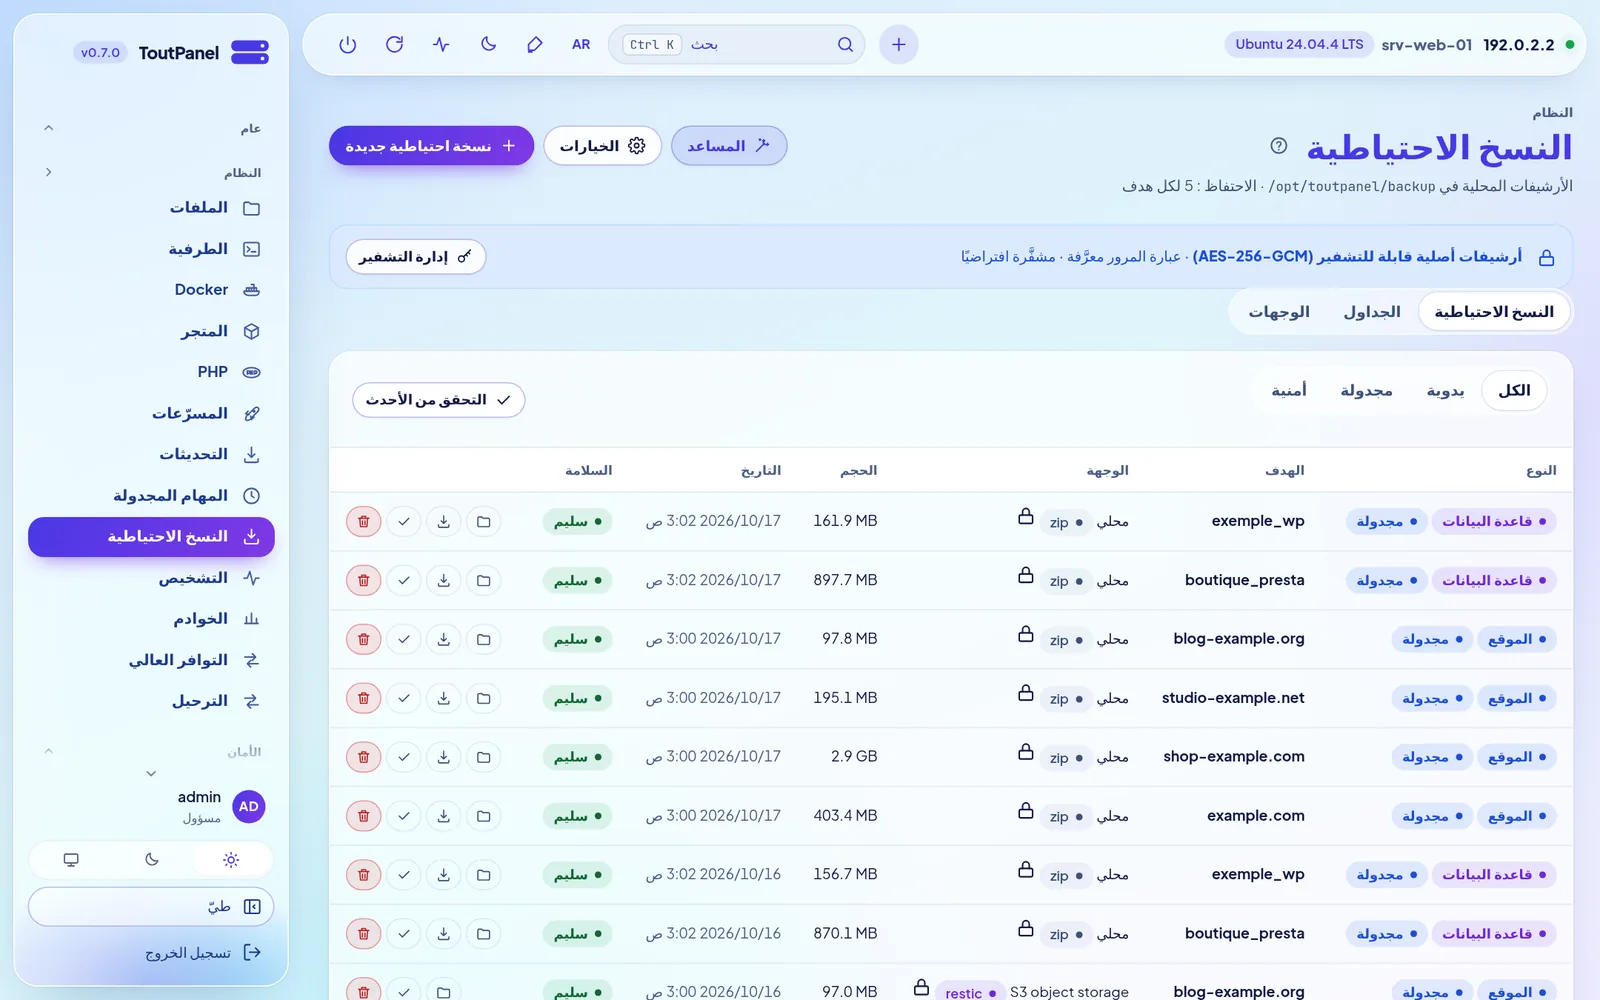 ToutPanel v0.7.0
عام
النظام
الملفات
الطرفية
Docker
المتجر
PHP
المسرّعات
التحديثات
المهام المجدولة
النسخ الاحتياطية
التشخيص
الخوادم
التوافر العالي
الترحيل
الأمان
AD admin
مسؤول
طيّ
تسجيل الخروج
192.0.2.2 srv-web-01 Ubuntu 24.04.4 LTS
بحث Ctrl K
AR
النظام
النسخ الاحتياطية
الأرشيفات المحلية في /opt/toutpanel/backup · الاحتفاظ : 5 لكل هدف
المساعد
الخيارات
نسخة احتياطية جديدة
أرشيفات أصلية قابلة للتشفير (AES-256-GCM) · عبارة المرور معرَّفة · مشفَّرة افتراضيًا
إدارة التشفير
النسخ الاحتياطية الجداول الوجهات
الكل يدوية مجدولة أمنية
التحقق من الأحدث
النوع الهدف الوجهة الحجم التاريخ السلامة
قاعدة البيانات مجدولة exemple_wp محلي zip 161.9 MB 2026/10/17 3:02 ص سليم
قاعدة البيانات مجدولة boutique_presta محلي zip 897.7 MB 2026/10/17 3:02 ص سليم
الموقع مجدولة blog-example.org محلي zip 97.8 MB 2026/10/17 3:00 ص سليم
الموقع مجدولة studio-example.net محلي zip 195.1 MB 2026/10/17 3:00 ص سليم
الموقع مجدولة shop-example.com محلي zip 2.9 GB 2026/10/17 3:00 ص سليم
الموقع مجدولة example.com محلي zip 403.4 MB 2026/10/17 3:00 ص سليم
قاعدة البيانات مجدولة exemple_wp محلي zip 156.7 MB 2026/10/16 3:02 ص سليم
قاعدة البيانات مجدولة boutique_presta محلي zip 870.1 MB 2026/10/16 3:02 ص سليم
الموقع مجدولة blog-example.org S3 object storage restic 97.0 MB 2026/10/16 3:00 ص سليم